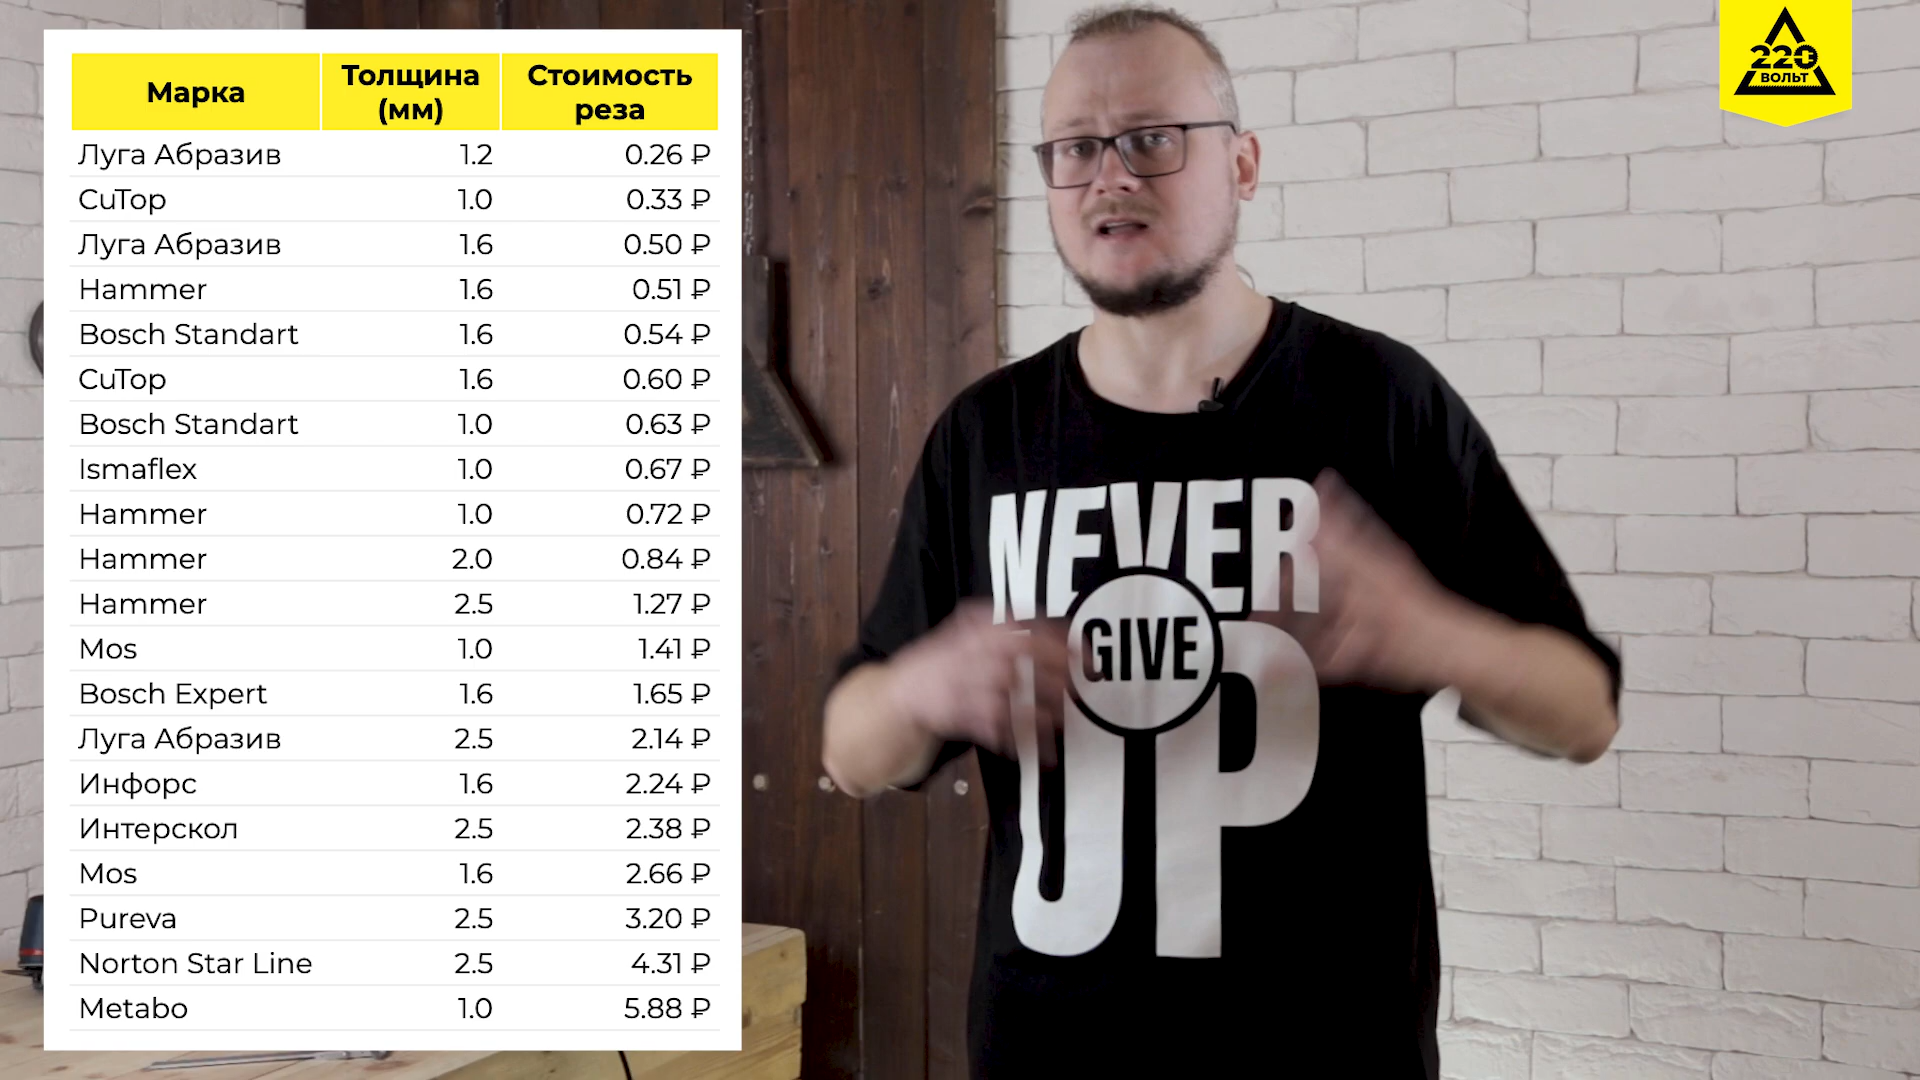 Марка Толщина (мм) Стоимость реза
Луга Абразив 1.2 0.26 ₽
CuTop 1.0 0.33 ₽
Луга Абразив 1.6 0.50 ₽
Hammer 1.6 0.51 ₽
Bosch Standart 1.6 0.54 ₽
CuTop 1.6 0.60 ₽
Bosch Standart 1.0 0.63 ₽
Ismaflex 1.0 0.67 ₽
Hammer 1.0 0.72 ₽
Hammer 2.0 0.84 ₽
Hammer 2.5 1.27 ₽
Mos 1.0 1.41 ₽
Bosch Expert 1.6 1.65 ₽
Луга Абразив 2.5 2.14 ₽
Инфорс 1.6 2.24 ₽
Интерскол 2.5 2.38 ₽
Mos 1.6 2.66 ₽
Pureva 2.5 3.20 ₽
Norton Star Line 2.5 4.31 ₽
Metabo 1.0 5.88 ₽
NEVER
GIVE
UP
220
ВОЛЬТ